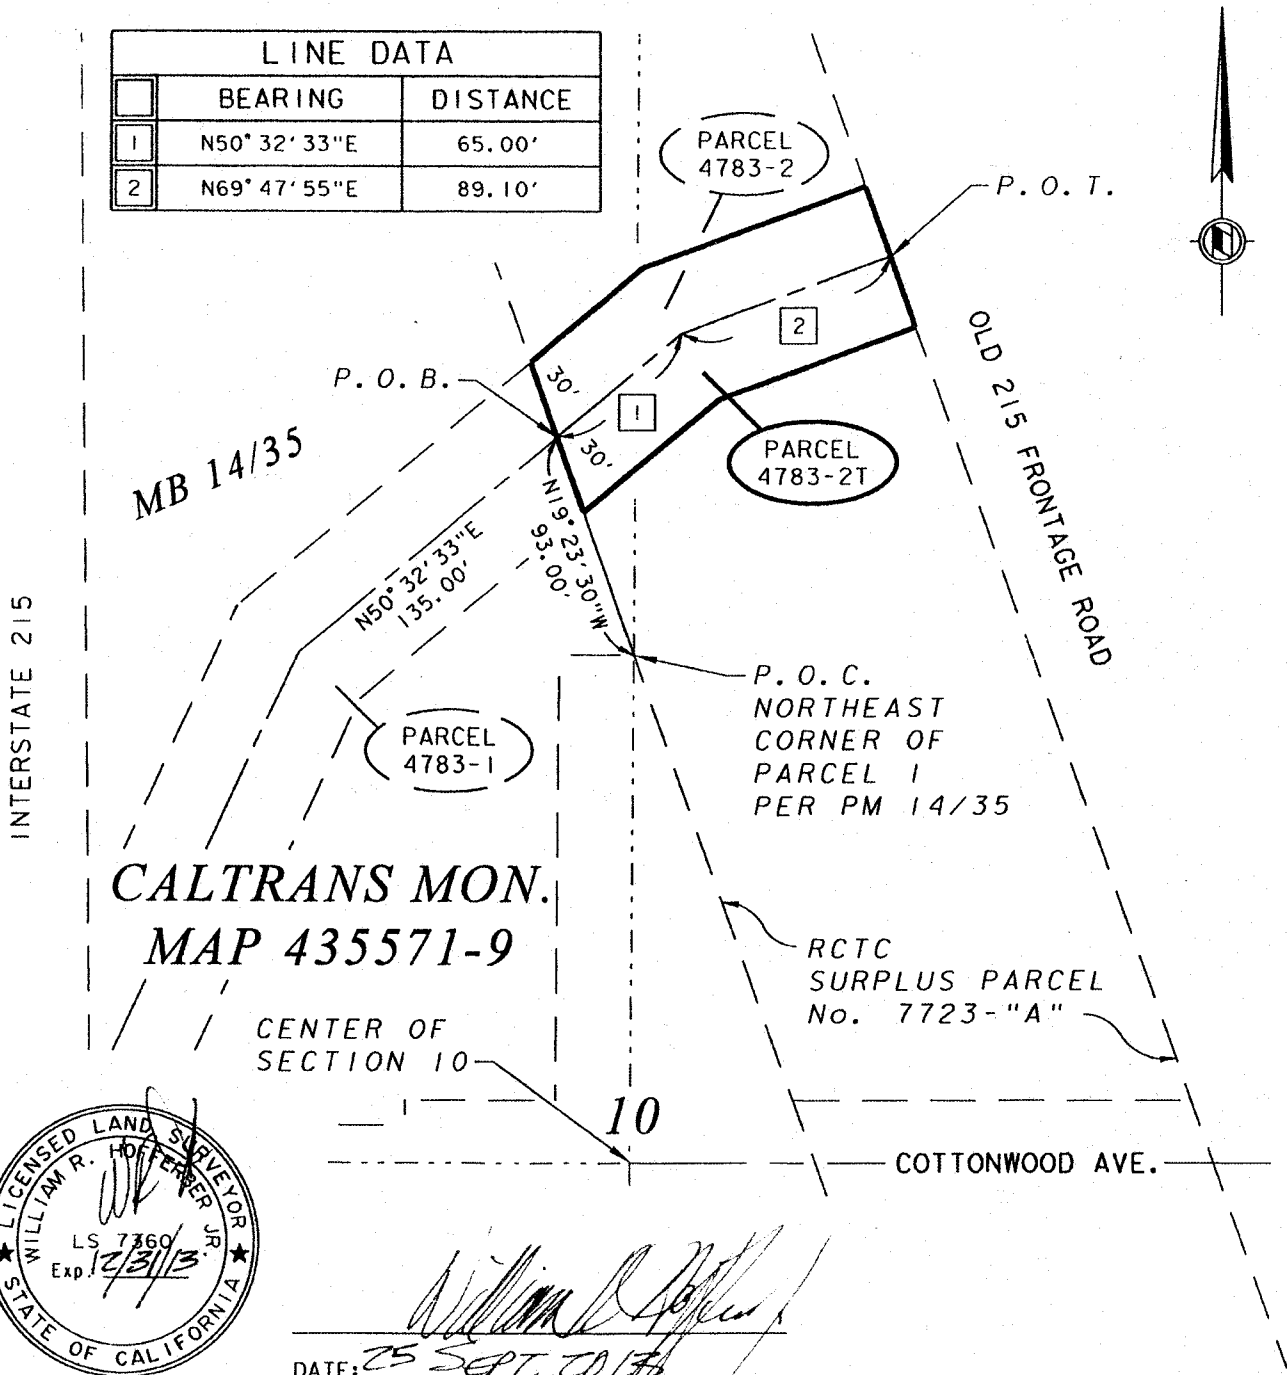 LINE DATA
BEARING DISTANCE
1 N50°32'33"E 65.00'
2 N69°47'55"E 89.10'
PARCEL
4783-2
P.O.T.
2
OLD 215 FRONTAGE ROAD
P.O.B.
30'
1
30'
PARCEL
4783-2T
MB 14/35
N19°23'30"W
93.00'
N50°32'33"E
135.00'
INTERSTATE 215
P.O.C.
NORTHEAST
CORNER OF
PARCEL 1
PER PM 14/35
PARCEL
4783-1
CALTRANS MON.
MAP 435571-9
RCTC
SURPLUS PARCEL
No. 7723-"A"
CENTER OF
SECTION 10
10
COTTONWOOD AVE.
LICENSED LAND SURVEYOR
WILLIAM R. HOFFERBER JR.
LS 7360
Exp. 12/31/13
STATE OF CALIFORNIA
DATE: 25 SEPT. 2013